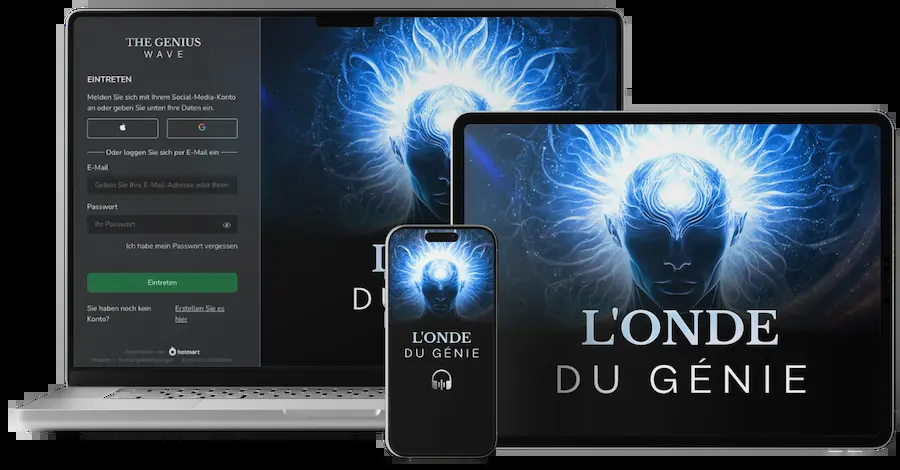 THE GENIUS
WAVE
EINTRETEN
Melden Sie sich mit Ihrem Social-Media-Konto
an oder geben Sie unten Ihre Daten ein.
Oder loggen Sie sich per E-Mail ein
E-Mail
Geben Sie Ihre E-Mail-Adresse oder Ihren
Passwort
Ihr Passwort
Ich habe mein Passwort vergessen
Eintreten
Sie haben noch kein
Konto?
Erstellen Sie es
hier
hotmart
DU
L'ONDE
DU GÉNIE
L'ONDE
DU GÉNIE